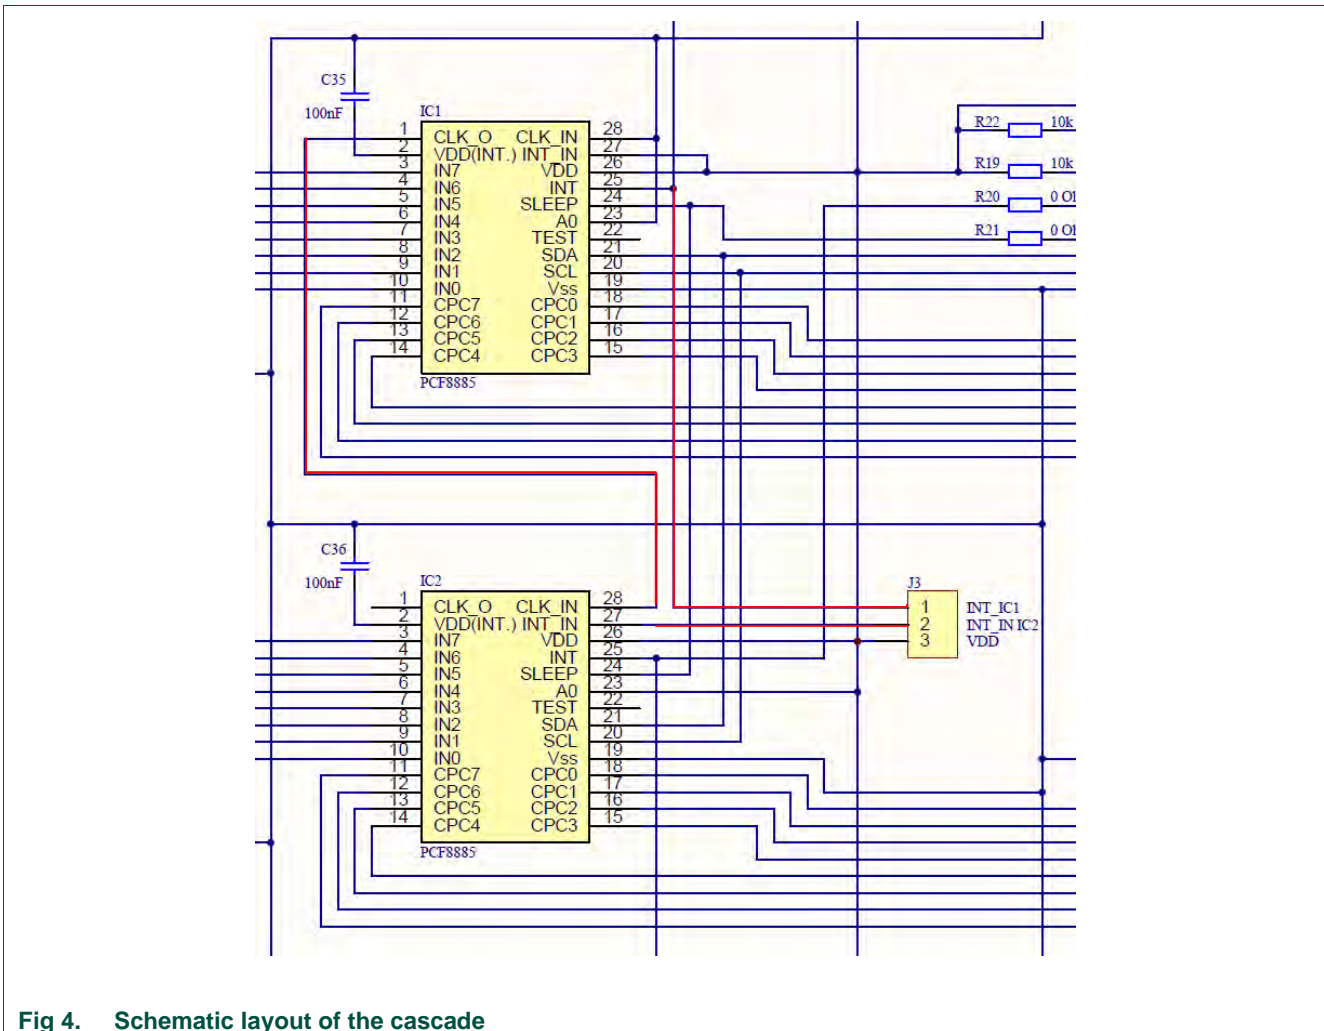 C35
100nF
IC1
1 CLK_O CLK_IN 28
2 VDD(INT.) INT_IN 27
3 IN7 VDD 26
4 IN6 INT 25
5 IN5 SLEEP 24
6 IN4 A0 23
7 IN3 TEST 22
8 IN2 SDA 21
9 IN1 SCL 20
10 IN0 Vss 19
11 CPC7 CPC0 18
12 CPC6 CPC1 17
13 CPC5 CPC2 16
14 CPC4 CPC3 15
PCF8885
R22 10k
R19 10k
R20 0 Ol
R21 0 Ol
C36
100nF
IC2
1 CLK_O CLK_IN 28
2 VDD(INT.) INT_IN 27
3 IN7 VDD 26
4 IN6 INT 25
5 IN5 SLEEP 24
6 IN4 A0 23
7 IN3 TEST 22
8 IN2 SDA 21
9 IN1 SCL 20
10 IN0 Vss 19
11 CPC7 CPC0 18
12 CPC6 CPC1 17
13 CPC5 CPC2 16
14 CPC4 CPC3 15
PCF8885
J3
1 INT_IC1
2 INT_IN IC2
3 VDD
Fig 4. Schematic layout of the cascade